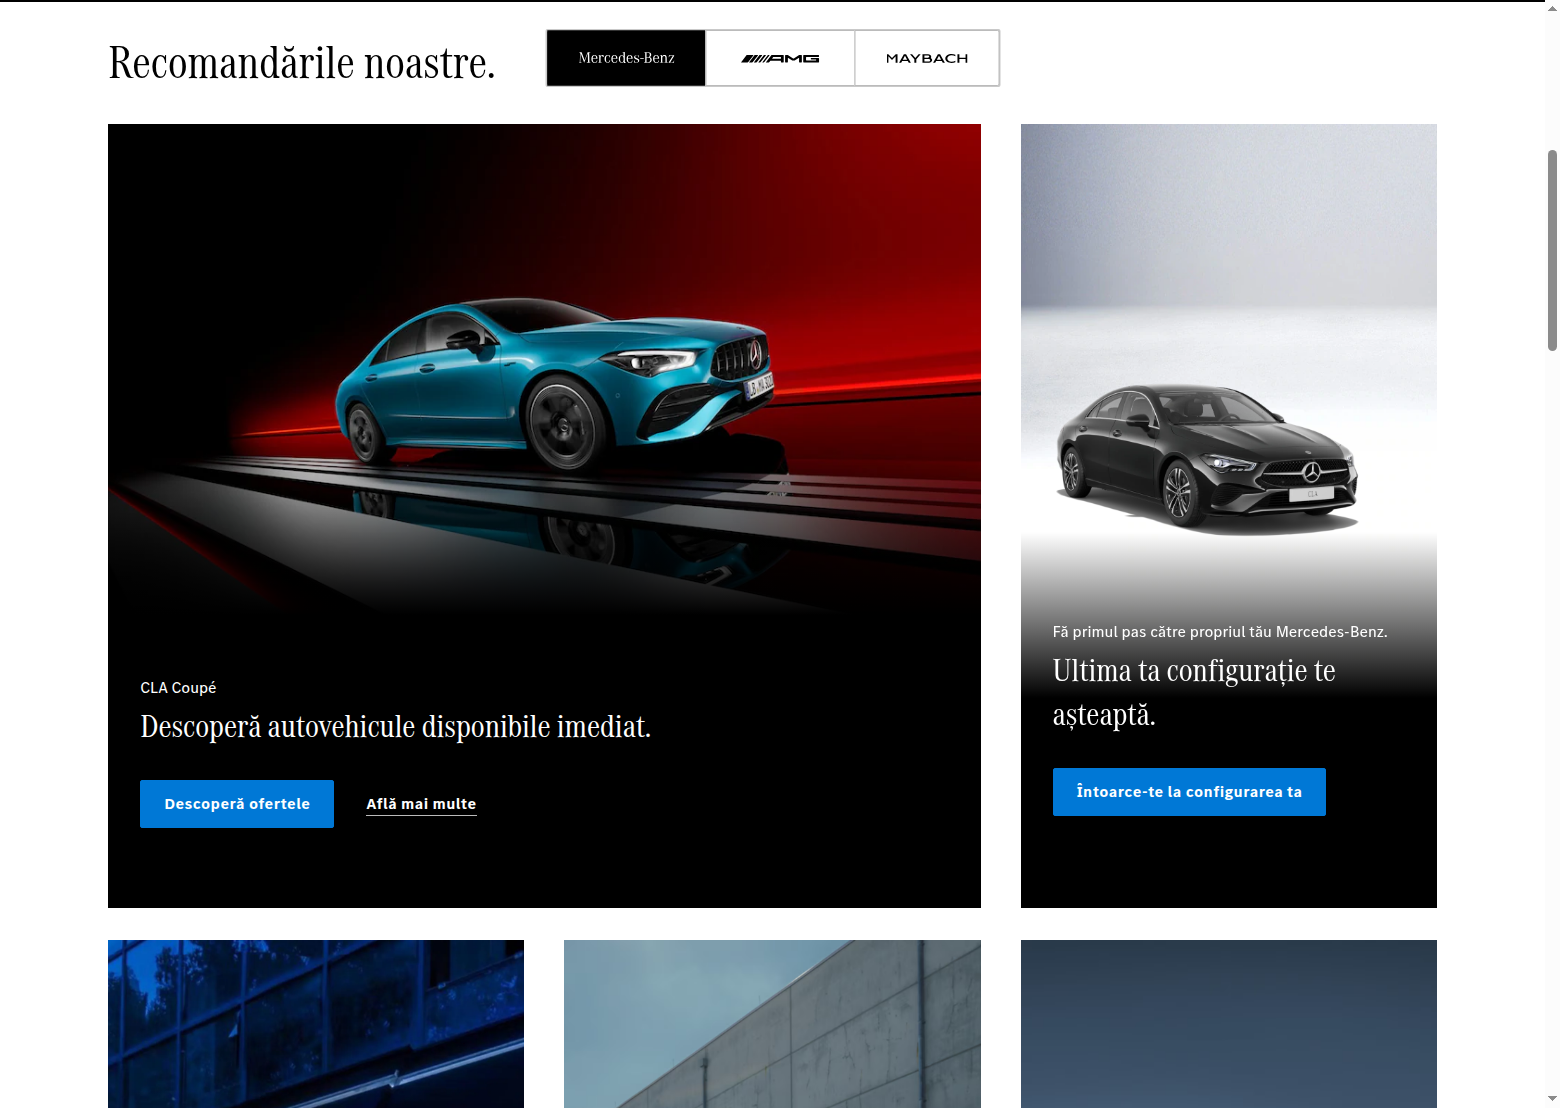 Recomandările noastre.
Mercedes-Benz
AMG
MAYBACH
CLA Coupé
Descoperă autovehicule disponibile imediat.
Descoperă ofertele
Află mai multe
CLA
Fă primul pas către propriul tău Mercedes-Benz.
Ultima ta configurație te
așteaptă.
Întoarce-te la configurarea ta